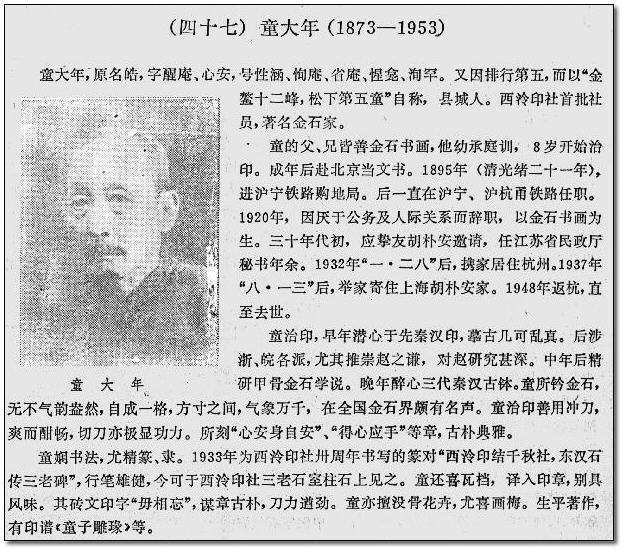 (四十七) 童大年 (1873—1953)
童大年，原名皓，字醒庵、心安，号性涵、恂庵、省庵、惺龛、洵罕。又因排行第五，而以“金
鳌十二峰，松下第五童”自称，县城人。西泠印社首批社
员，著名金石家。
童的父、兄皆善金石书画，他幼承庭训，8岁开始治
印。成年后赴北京当文书。1895年（清光绪二十一年），
进沪宁铁路购地局。后一直在沪宁、沪杭甬铁路任职。
1920年，因厌于公务及人际关系而辞职，以金石书画为
生。三十年代初，应挚友胡朴安邀请，任江苏省民政厅
秘书年余。1932年“一·二八”后，携家居住杭州。1937年
“八·一三”后，举家寄住上海胡朴安家。1948年返杭，直
至去世。
童治印，早年潜心于先秦汉印，摹古几可乱真。后涉
浙、皖各派，尤其推崇赵之谦，对赵研究甚深。中年后精
研甲骨金石学说。晚年醉心三代秦汉古钵。童所钤金石，
童大年
无不气韵盎然，自成一格，方寸之间，气象万千，在全国金石界颇有名声。童治印善用冲刀，
爽而酣畅，切刀亦极显功力。所刻“心安身自安”、“得心应手”等章，古朴典雅。
童娴书法，尤精篆、隶。1933年为西泠印社卅周年书写的篆对“西泠印结千秋社，东汉石
传三老碑”，行笔雄健，今可于西泠印社三老石室柱石上见之。童还喜瓦档，译入印章，别具
风味。其砖文印字“毋相忘”，谋章古朴，刀力遒劲。童亦擅没骨花卉，尤喜画梅。生平著作，
有印谱《童子雕瑑》等。